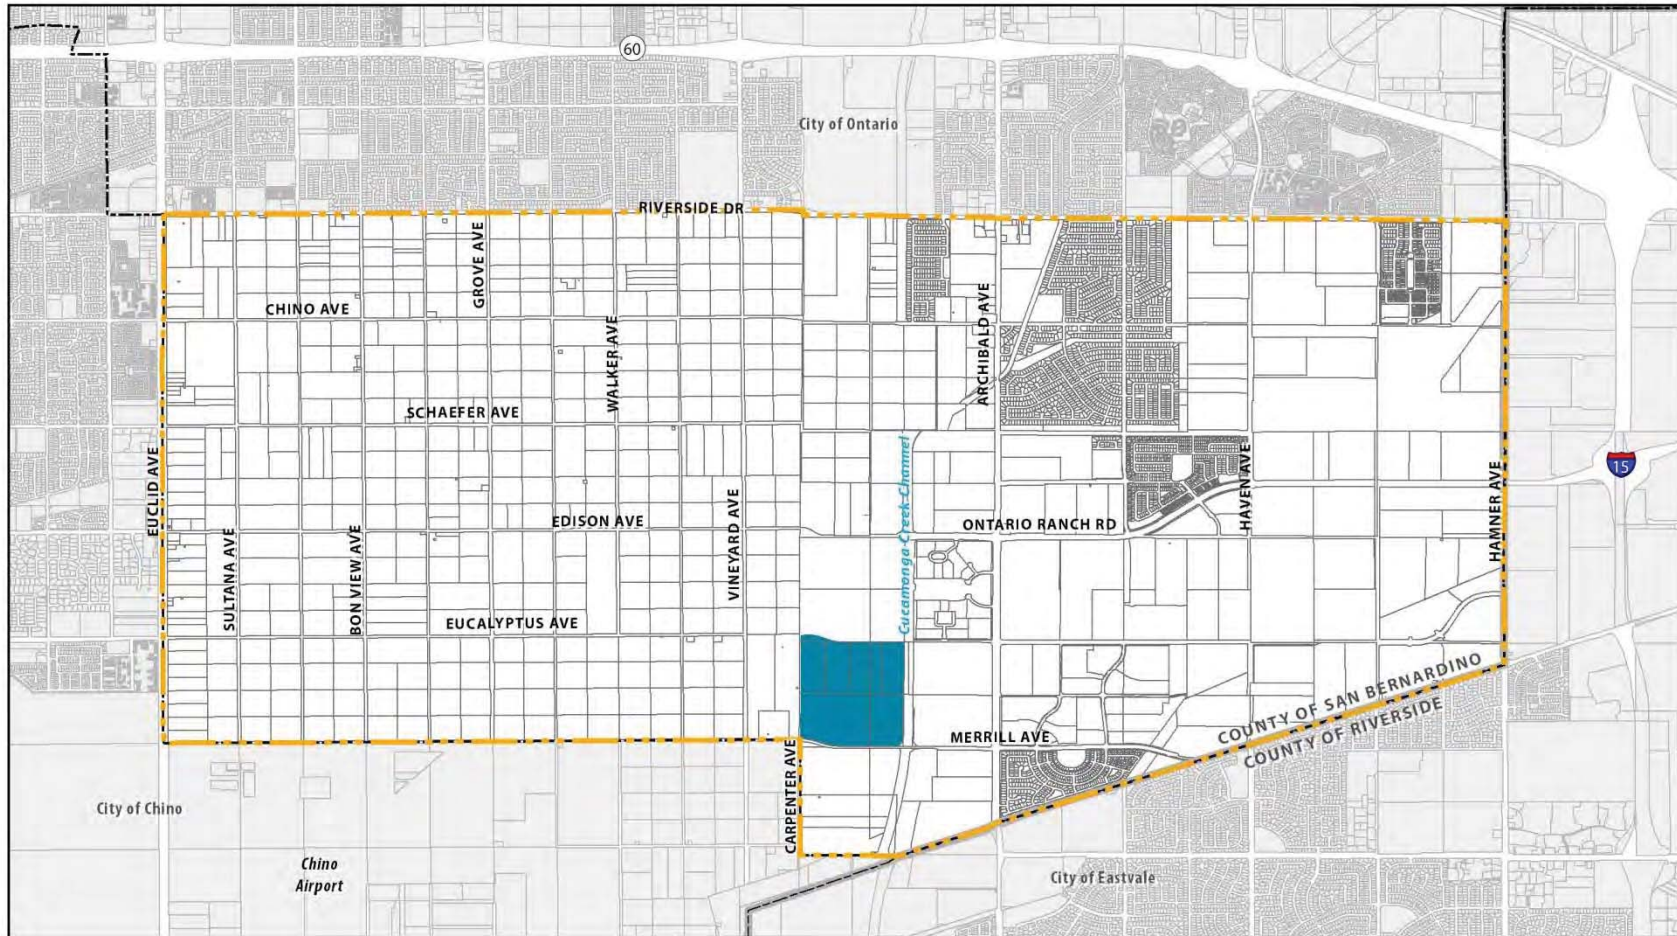 60
City of Ontario
RIVERSIDE DR
GROVE AVE
CHINO AVE
WALKER AVE
ARCHIBALD AVE
SCHAEFER AVE
EUCLID AVE
Cucamonga Creek Channel
HAVEN AVE
HAMNER AVE
15
SULTANA AVE
BON VIEW AVE
EDISON AVE
VINEYARD AVE
ONTARIO RANCH RD
EUCALYPTUS AVE
COUNTY OF SAN BERNARDINO
COUNTY OF RIVERSIDE
MERRILL AVE
CARPENTER AVE
City of Chino
Chino
Airport
City of Eastvale